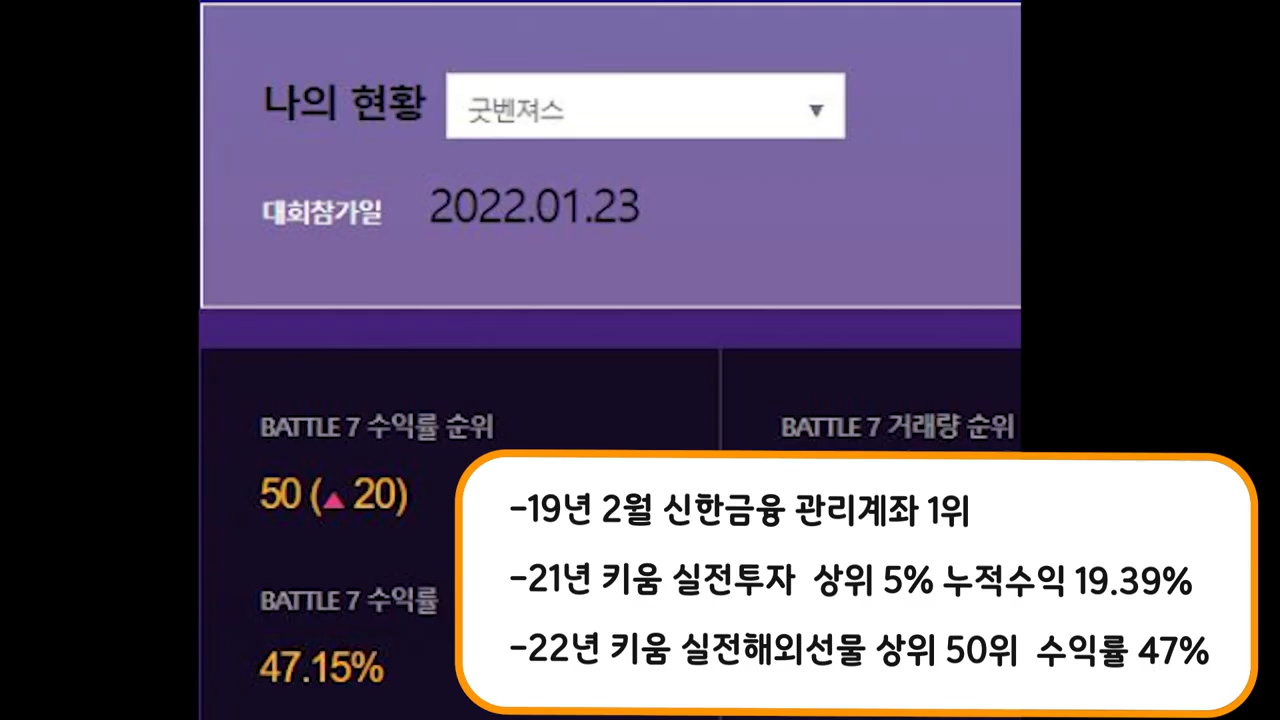 나의 현황 굿벤져스 ▼
대회참가일 2022.01.23
BATTLE 7 수익률 순위
50 (▲ 20)
BATTLE 7 거래량 순위
BATTLE 7 수익률
47.15%
-19년 2월 신한금융 관리계좌 1위
-21년 키움 실전투자 상위 5% 누적수익 19.39%
-22년 키움 실전해외선물 상위 50위 수익률 47%